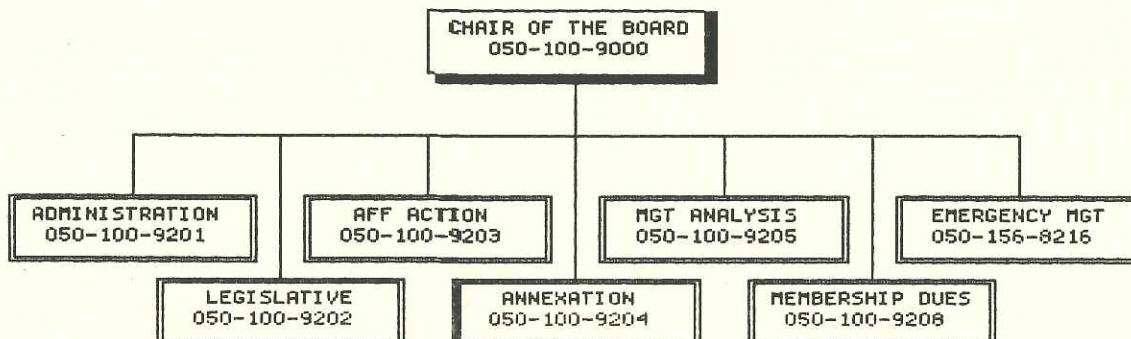 CHAIR OF THE BOARD
050-100-9000
ADMINISTRATION
050-100-9201
AFF ACTION
050-100-9203
MGT ANALYSIS
050-100-9205
EMERGENCY MGT
050-156-8216
LEGISLATIVE
050-100-9202
ANNEXATION
050-100-9204
MEMBERSHIP DUES
050-100-9208